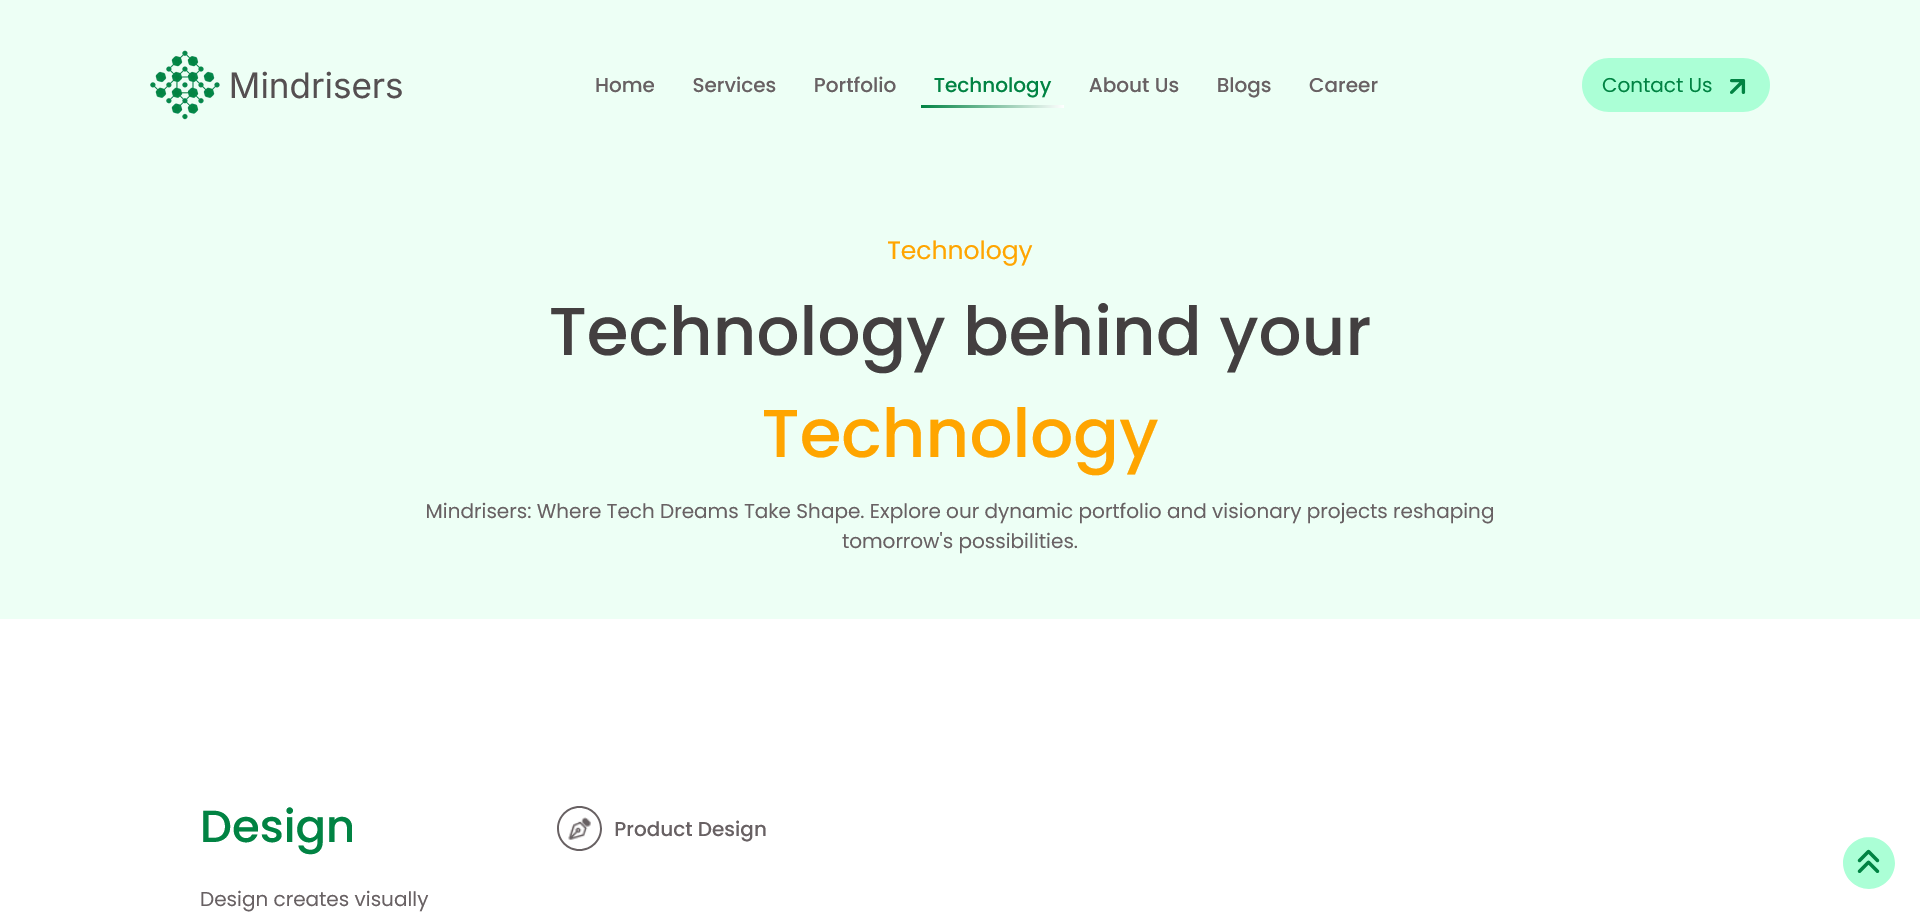 Mindrisers
Home
Services
Portfolio
Technology
About Us
Blogs
Career
Contact Us
Technology
Technology behind your
Technology
Mindrisers: Where Tech Dreams Take Shape. Explore our dynamic portfolio and visionary projects reshaping
tomorrow's possibilities.
Design
Product Design
Design creates visually